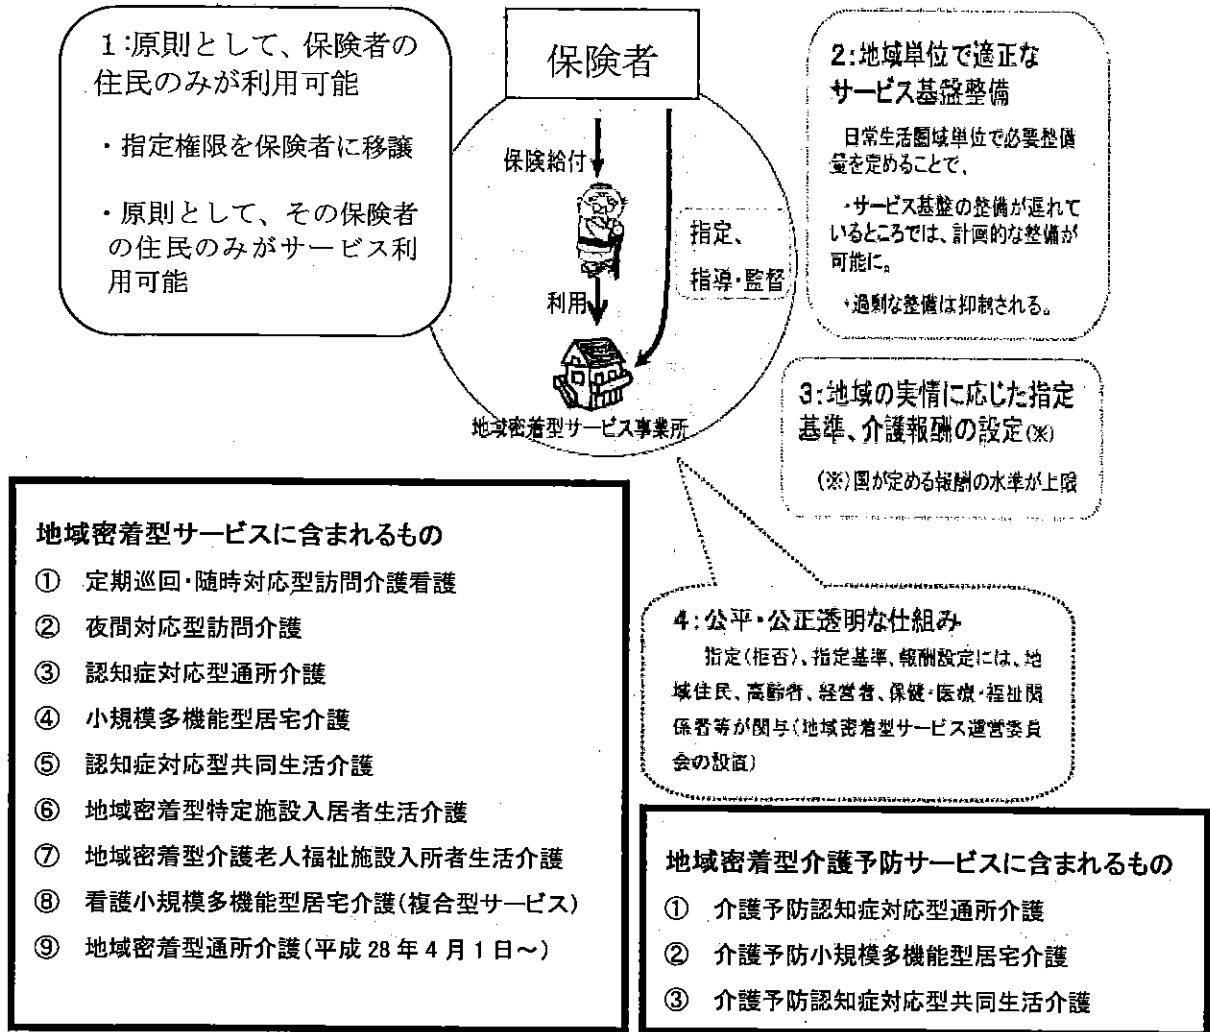 1:原則として、保険者の
住民のみが利用可能
・指定権限を保険者に移譲
・原則として、その保険者
の住民のみがサービス利
用可能
保険者
保険給付
利用
指定、
指導・監督
地域密着型サービス事業所
2:地域単位で適正な
サービス基盤整備
日常生活圏域単位で必要整備
量を定めることで、
・サービス基盤の整備が遅れて
いるところでは、計画的な整備が
可能に。
・過剰な整備は抑制される。
3:地域の実情に応じた指定
基準、介護報酬の設定(※)
(※)国が定める報酬の水準が上限
4:公平・公正透明な仕組み
指定(拒否)、指定基準、報酬設定には、地
域住民、高齢者、経営者、保健・医療・福祉関
係者等が関与(地域密着型サービス運営委員
会の設置)
地域密着型サービスに含まれるもの
① 定期巡回・随時対応型訪問介護看護
② 夜間対応型訪問介護
③ 認知症対応型通所介護
④ 小規模多機能型居宅介護
⑤ 認知症対応型共同生活介護
⑥ 地域密着型特定施設入居者生活介護
⑦ 地域密着型介護老人福祉施設入所者生活介護
⑧ 看護小規模多機能型居宅介護(複合型サービス)
⑨ 地域密着型通所介護(平成28年4月1日～)
地域密着型介護予防サービスに含まれるもの
① 介護予防認知症対応型通所介護
② 介護予防小規模多機能型居宅介護
③ 介護予防認知症対応型共同生活介護